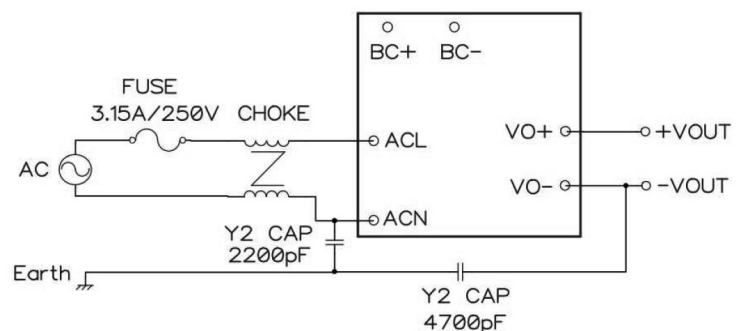 BC+ BC-
FUSE
3.15A/250V CHOKE
ACL
VO+
+VOUT
AC
VO-
-VOUT
ACN
Y2 CAP
2200pF
Earth
Y2 CAP
4700pF